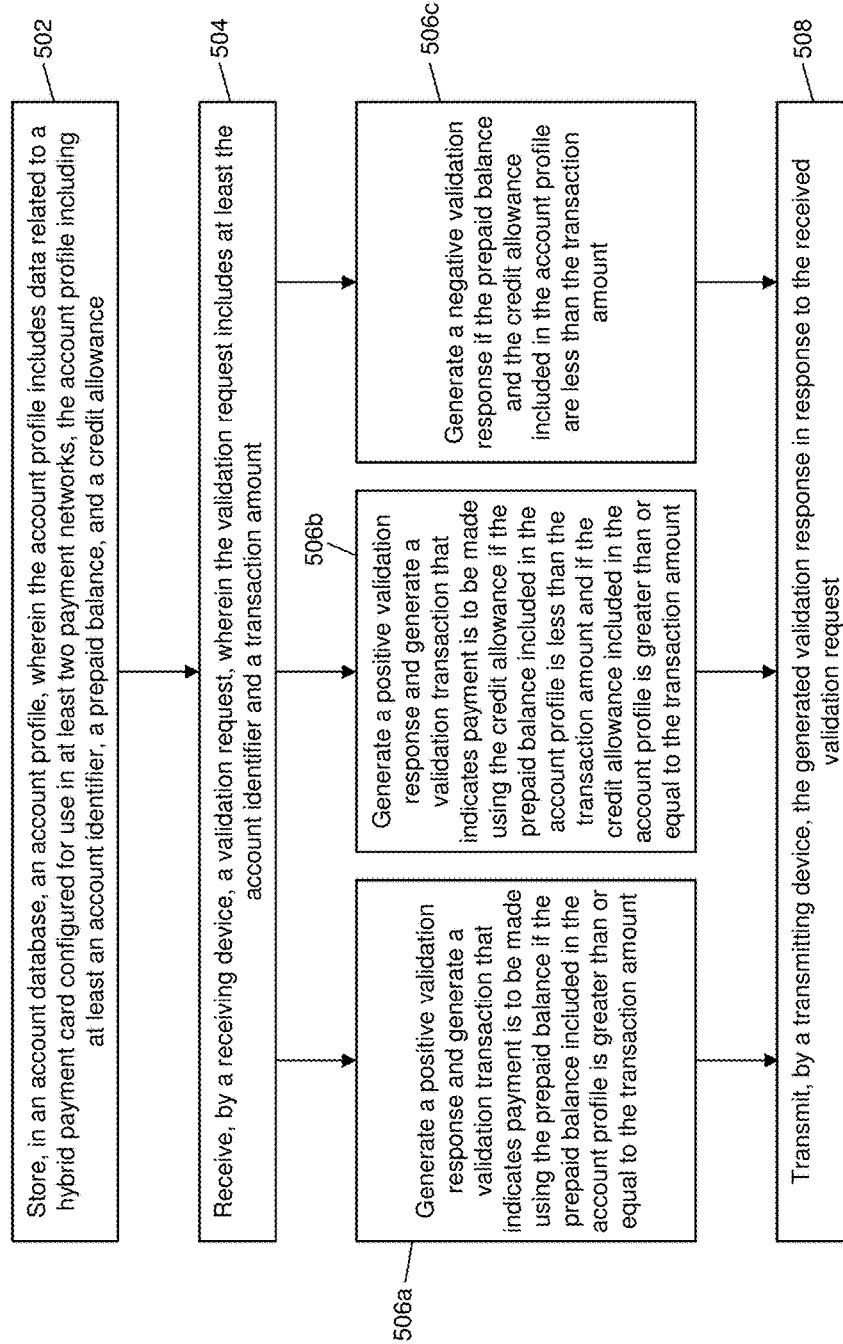 Store, in an account database, an account profile, wherein the account profile includes data related to a
hybrid payment card configured for use in at least two payment networks, the account profile including
at least an account identifier, a prepaid balance, and a credit allowance
502
Receive, by a receiving device, a validation request, wherein the validation request includes at least the
account identifier and a transaction amount
504
506a
Generate a positive validation
response and generate a
validation transaction that
indicates payment is to be made
using the prepaid balance if the
prepaid balance included in the
account profile is greater than or
equal to the transaction amount
506b
Generate a positive validation
response and generate a
validation transaction that
indicates payment is to be made
using the credit allowance if the
prepaid balance included in the
account profile is less than the
transaction amount and if the
credit allowance included in the
account profile is greater than or
equal to the transaction amount
506c
Generate a negative validation
response if the prepaid balance
and the credit allowance
included in the account profile
are less than the transaction
amount
Transmit, by a transmitting device, the generated validation response in response to the received
validation request
508